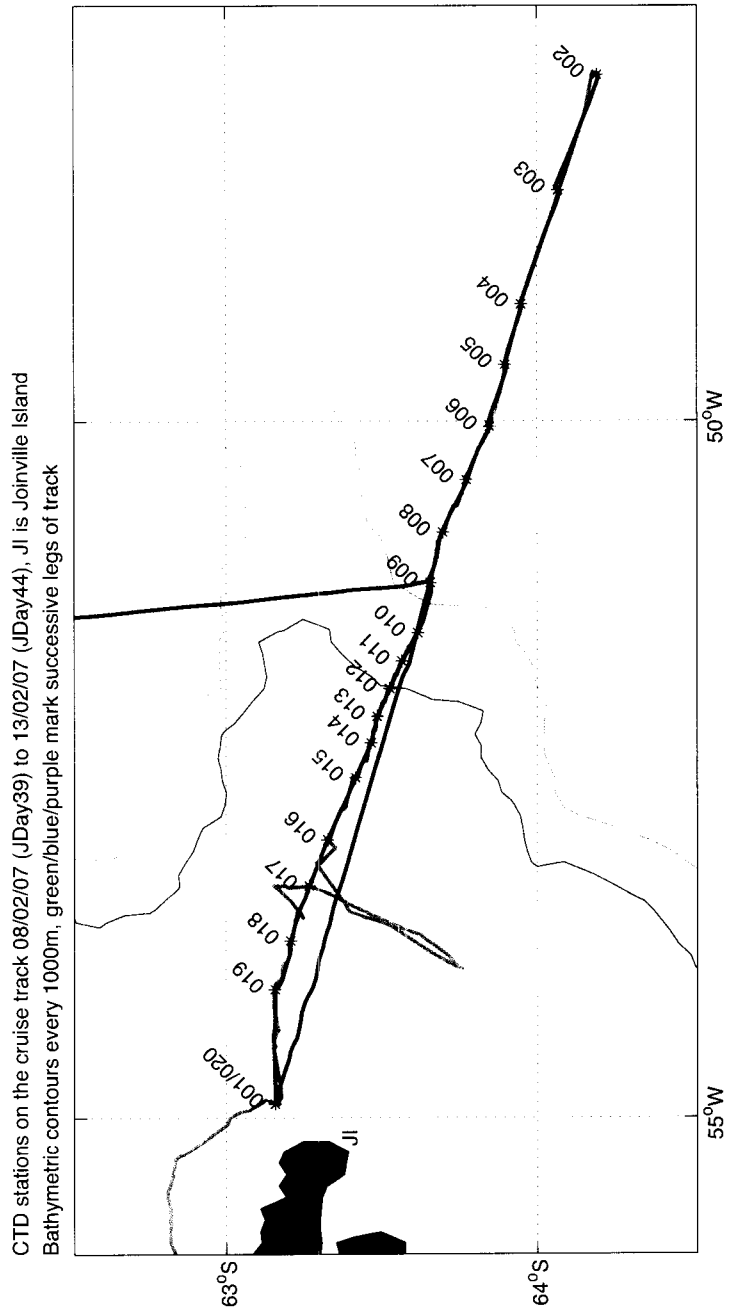 CTD stations on the cruise track 08/02/07 (JDay39) to 13/02/07 (JDay44), JI is Joinville Island
Bathymetric contours every 1000m, green/blue/purple mark successive legs of track
63°S
64°S
001/020
019
018
017
016
015
014
013
012
011
010
009
008
007
006
005
004
003
002
JI
55°W
50°W